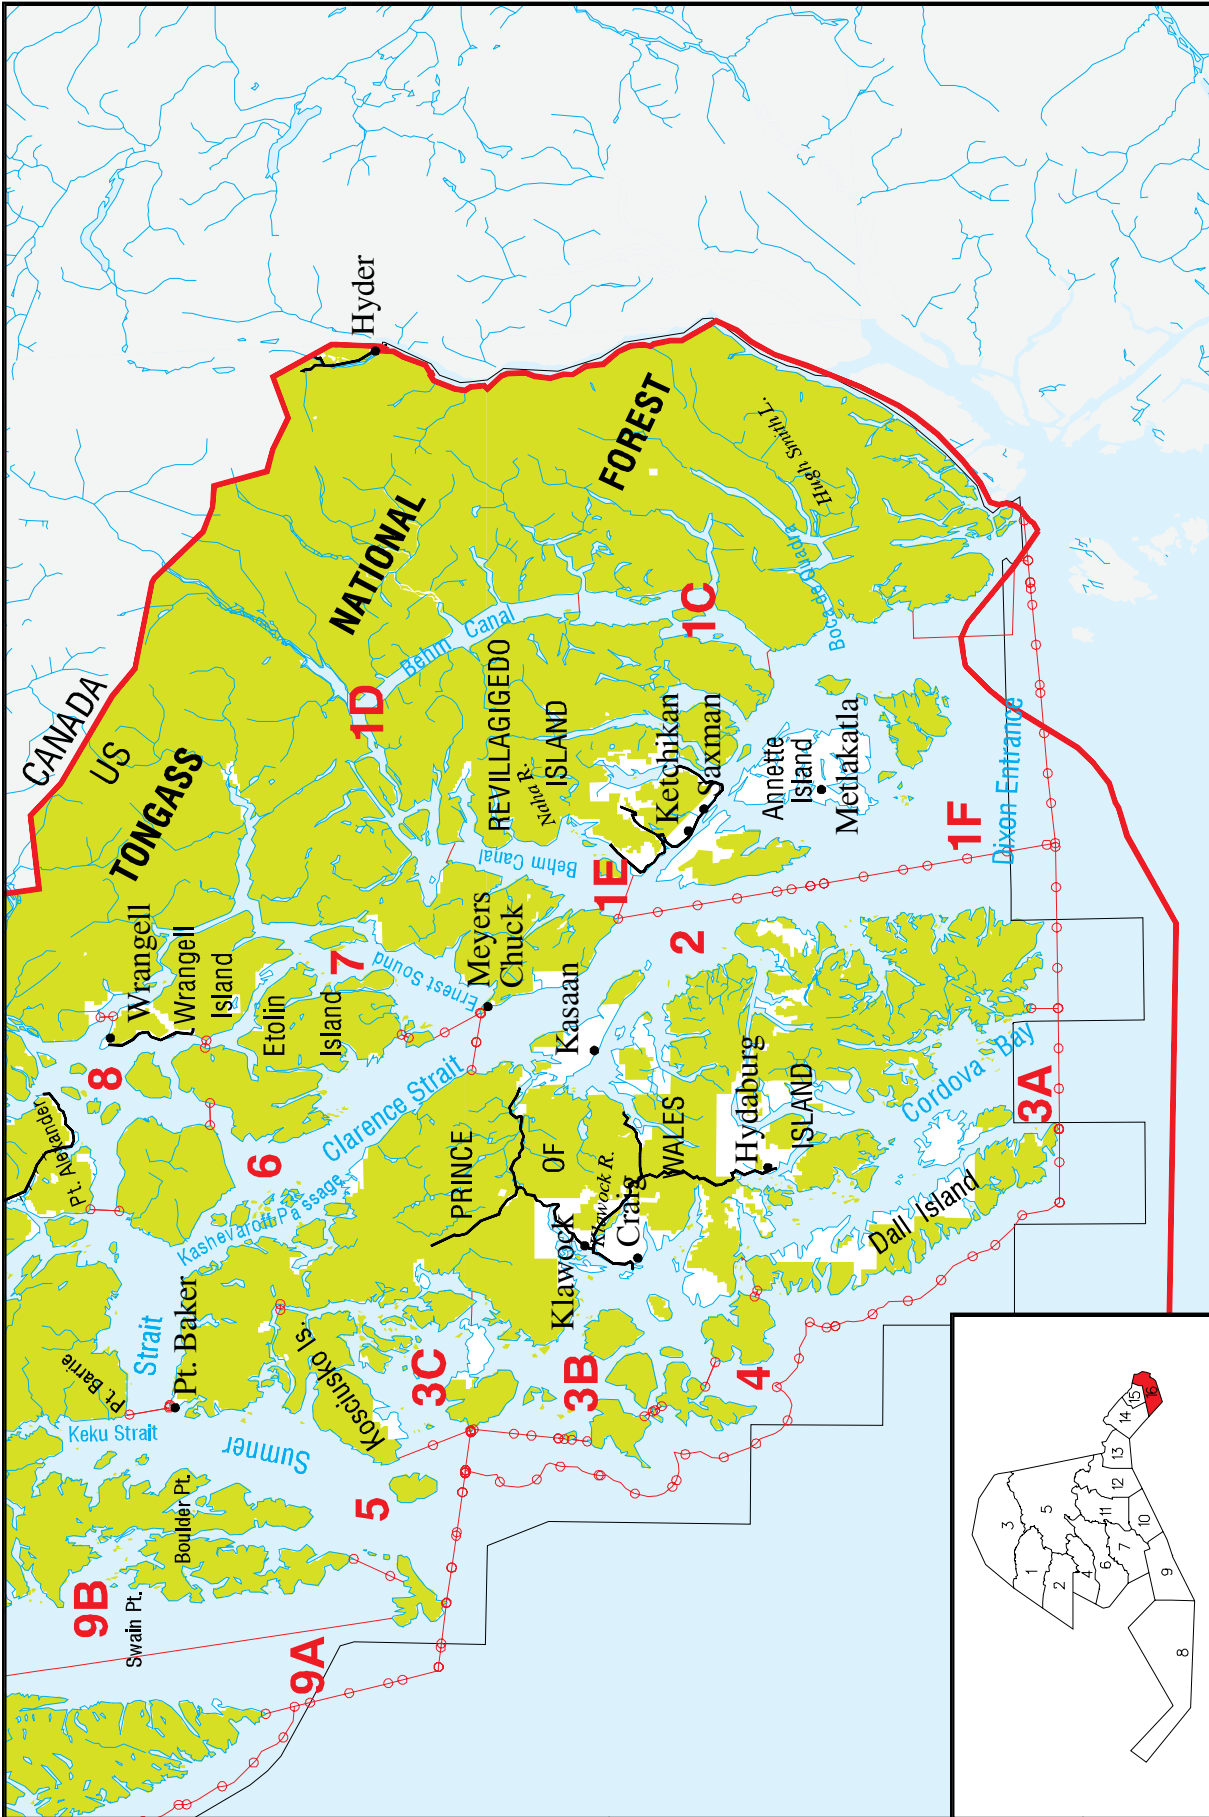 CANADA
US
Hyder
TONGASS
NATIONAL
FOREST
Hugh Smith L.
Boca de Quadra
1C
1D
Behm Canal
REVILLAGIGEDO
ISLAND
Naha R.
Behm Canal
Ketchikan
Saxman
Annette
Island
Metlakatla
1E
1F
Dixon Entrance
2
Wrangell
Wrangell
Island
Etolin
Island
7
Ernest Sound
Meyers
Chuck
Kasaan
8
Pt. Alexander
6
Clarence Strait
Kashevarof Passage
PRINCE
OF
WALES
ISLAND
Hydaburg
Klawock
Klawock R.
Craig
Cordova Bay
3A
Dall Island
Pt. Barrie
Strait
Pt. Baker
Keku Strait
Sumner
Kosciusko Is.
3C
3B
4
5
Boulder Pt.
9B
Swain Pt.
9A
1
2
3
4
5
6
7
8
9
10
11
12
13
14
15
16